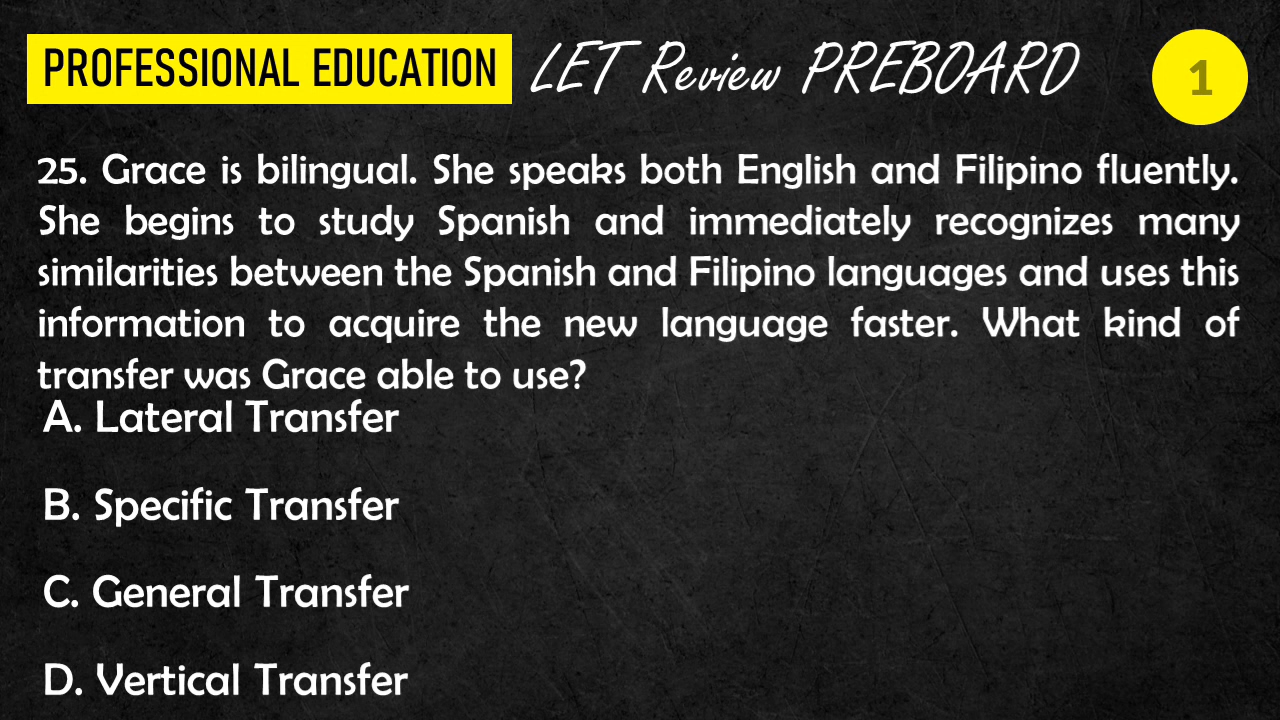 PROFESSIONAL EDUCATION LET Review PREBOARD 1
25. Grace is bilingual. She speaks both English and Filipino fluently.
She begins to study Spanish and immediately recognizes many
similarities between the Spanish and Filipino languages and uses this
information to acquire the new language faster. What kind of
transfer was Grace able to use?
A. Lateral Transfer
B. Specific Transfer
C. General Transfer
D. Vertical Transfer